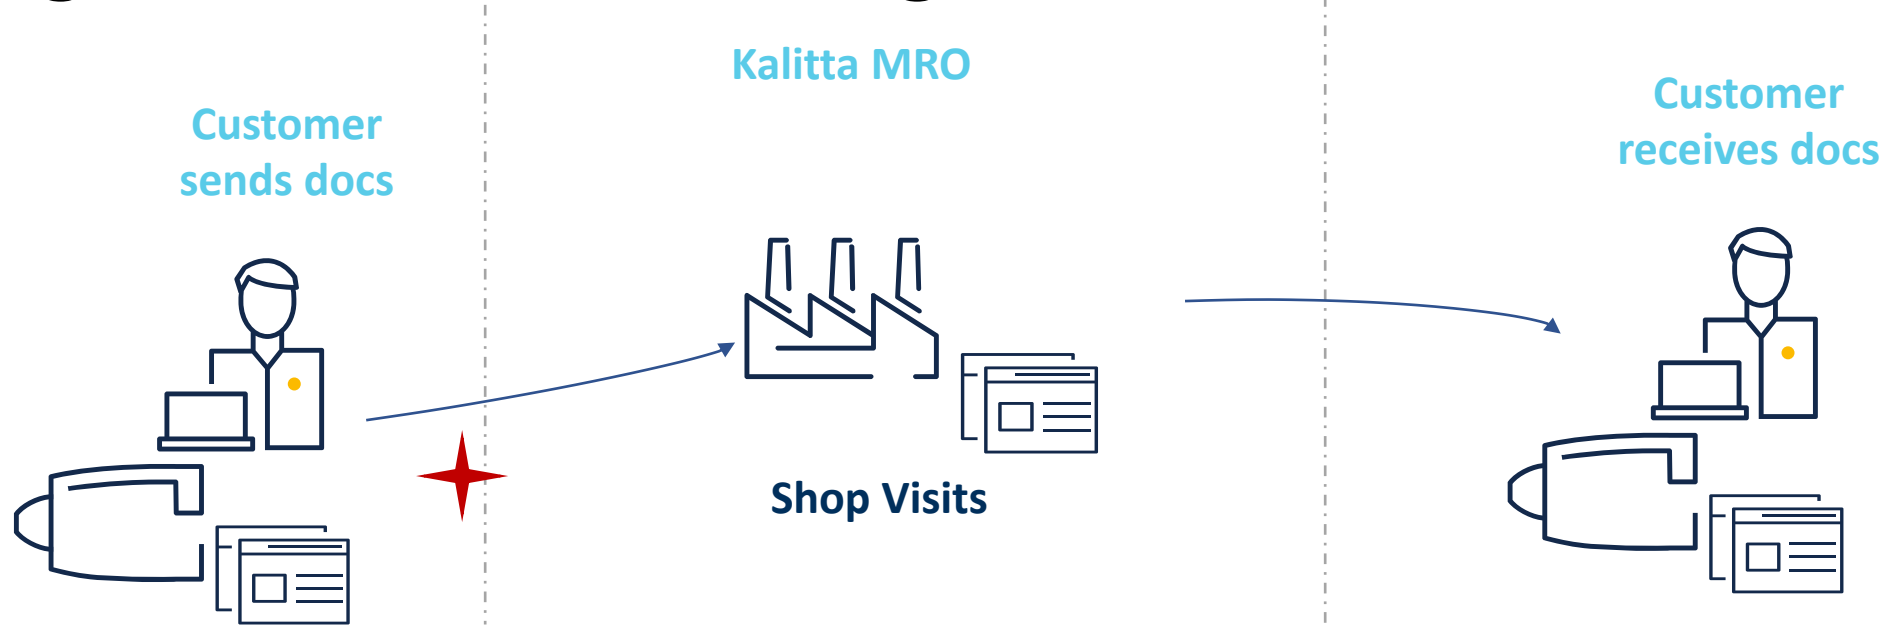 Kalitta MRO
Customer
sends docs
Customer
receives docs
Shop Visits